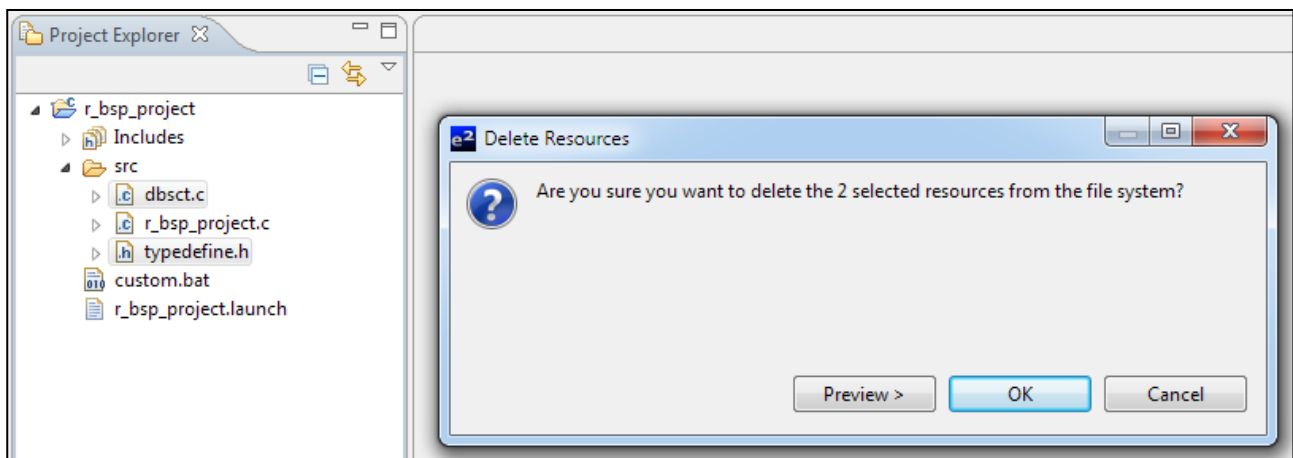 Project Explorer
r_bsp_project
Includes
src
dbsct.c
r_bsp_project.c
typedefine.h
custom.bat
r_bsp_project.launch
e2 Delete Resources
Are you sure you want to delete the 2 selected resources from the file system?
Preview >
OK
Cancel